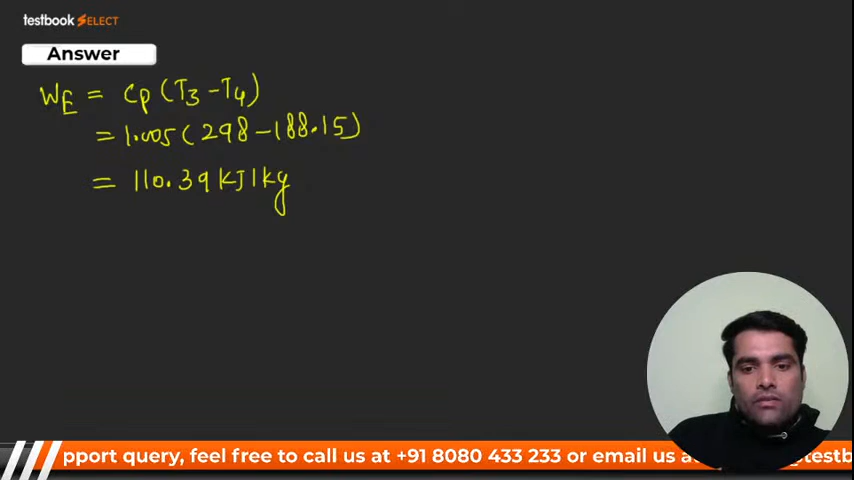 testbook SELECT
Answer
WE = Cp (T3 - T4)
= 1.005 ( 298 - 188.15)
= 110.39 KJ/kg
pport query, feel free to call us at +91 8080 433 233 or email us a
testb